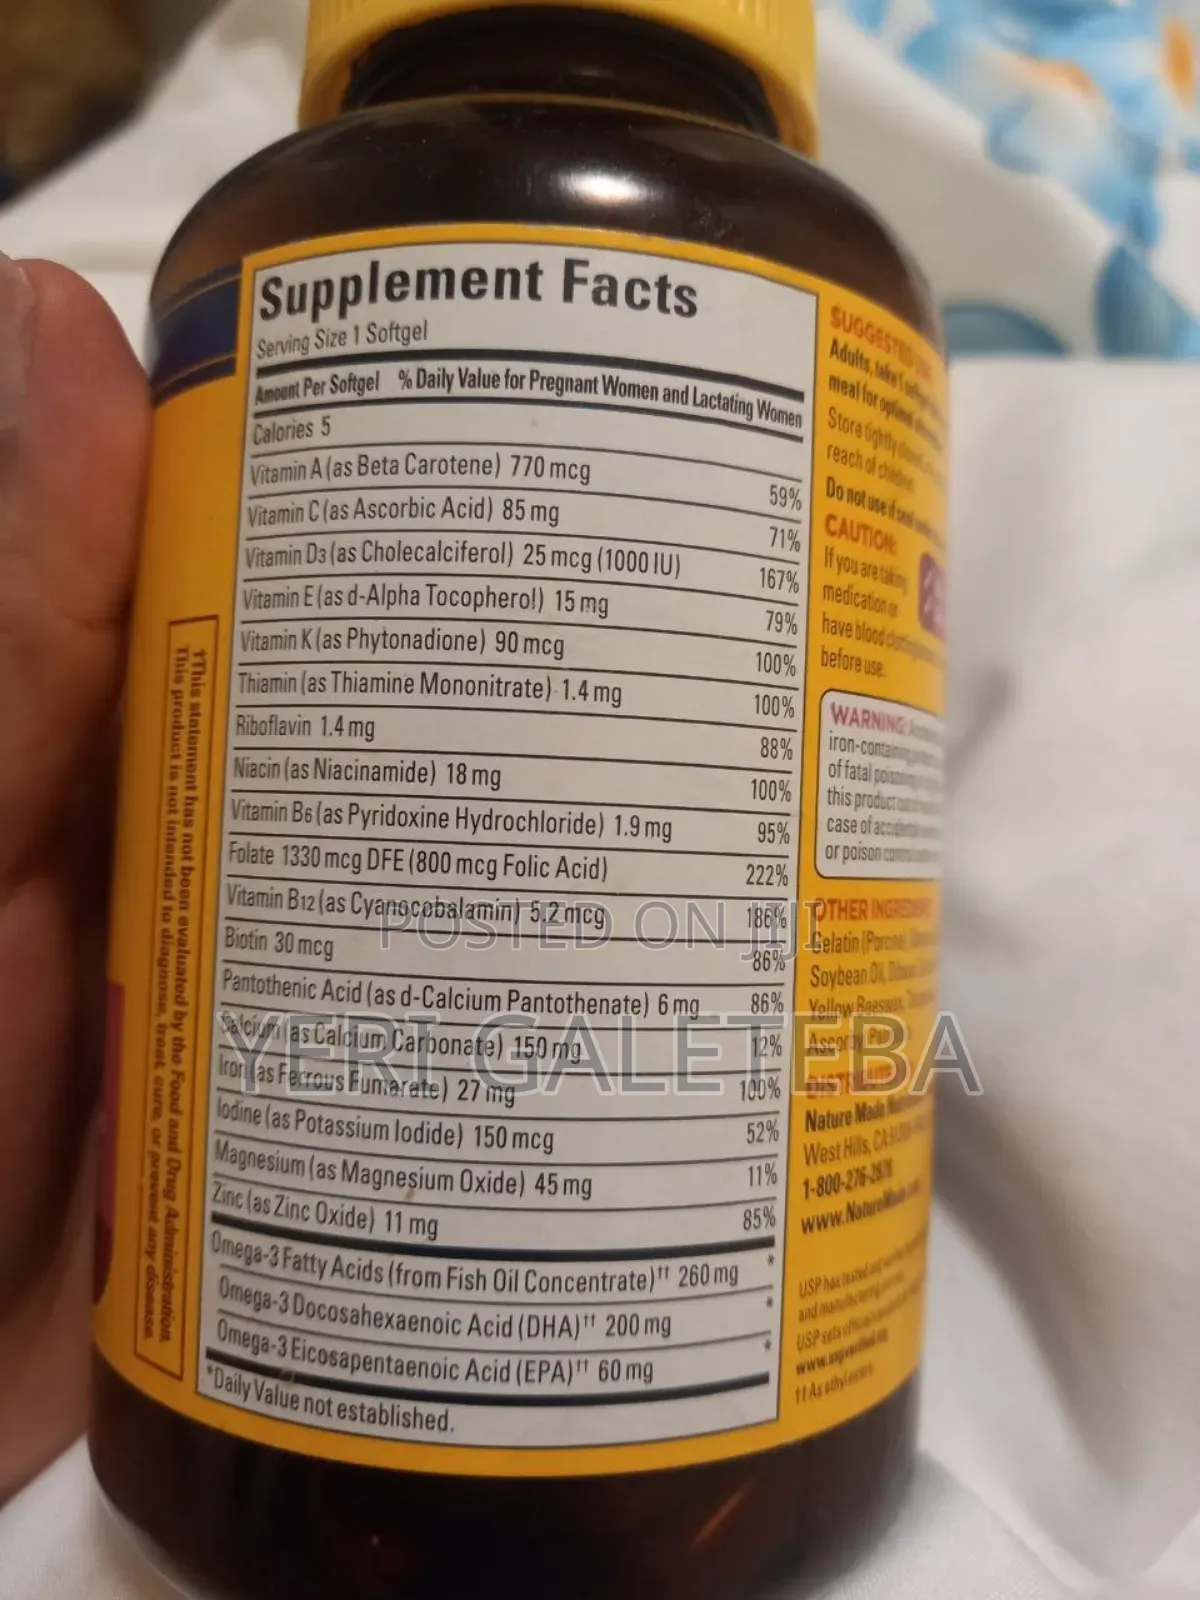 Supplement Facts
Serving Size 1 Softgel
Amount Per Softgel % Daily Value for Pregnant Women and Lactating Women
Calories 5
Vitamin A (as Beta Carotene) 770 mcg 59%
Vitamin C (as Ascorbic Acid) 85 mg 71%
Vitamin D3 (as Cholecalciferol) 25 mcg (1000 IU) 167%
Vitamin E (as d-Alpha Tocopherol) 15 mg 79%
Vitamin K (as Phytonadione) 90 mcg 100%
Thiamin (as Thiamine Mononitrate) 1.4 mg 100%
Riboflavin 1.4 mg 88%
Niacin (as Niacinamide) 18 mg 100%
Vitamin B6 (as Pyridoxine Hydrochloride) 1.9 mg 95%
Folate 1330 mcg DFE (800 mcg Folic Acid) 222%
Vitamin B12 (as Cyanocobalamin) 5.2 mcg 186%
Biotin 30 mcg 86%
Pantothenic Acid (as d-Calcium Pantothenate) 6 mg 86%
Calcium (as Calcium Carbonate) 150 mg 12%
Iron (as Ferrous Fumarate) 27 mg 100%
Iodine (as Potassium Iodide) 150 mcg 52%
Magnesium (as Magnesium Oxide) 45 mg 11%
Zinc (as Zinc Oxide) 11 mg 85%
Omega-3 Fatty Acids (from Fish Oil Concentrate)†† 260 mg *
Omega-3 Docosahexaenoic Acid (DHA)†† 200 mg *
Omega-3 Eicosapentaenoic Acid (EPA)†† 60 mg *
*Daily Value not established.
†This statement has not been evaluated by the Food and Drug Administration.
This product is not intended to diagnose, treat, cure, or prevent any disease.
SUGGESTED
Adults, take 1
meal for
Store tightly
reach of
Do not use if
CAUTION:
If you are taking
medication or
have blood clotting
before use.
WARNING:
iron-containing
of fatal
this product
case of
or poison
OTHER
Gelatin (Porcine
Soybean Oil,
Yellow Beeswax,
Nature Made
West Hills, CA
1-800-276-2878
www.NatureMade
USP has tested
and
USP sets
†† As ethyl esters
POSTED ON JIJI
YERI GALETEBA